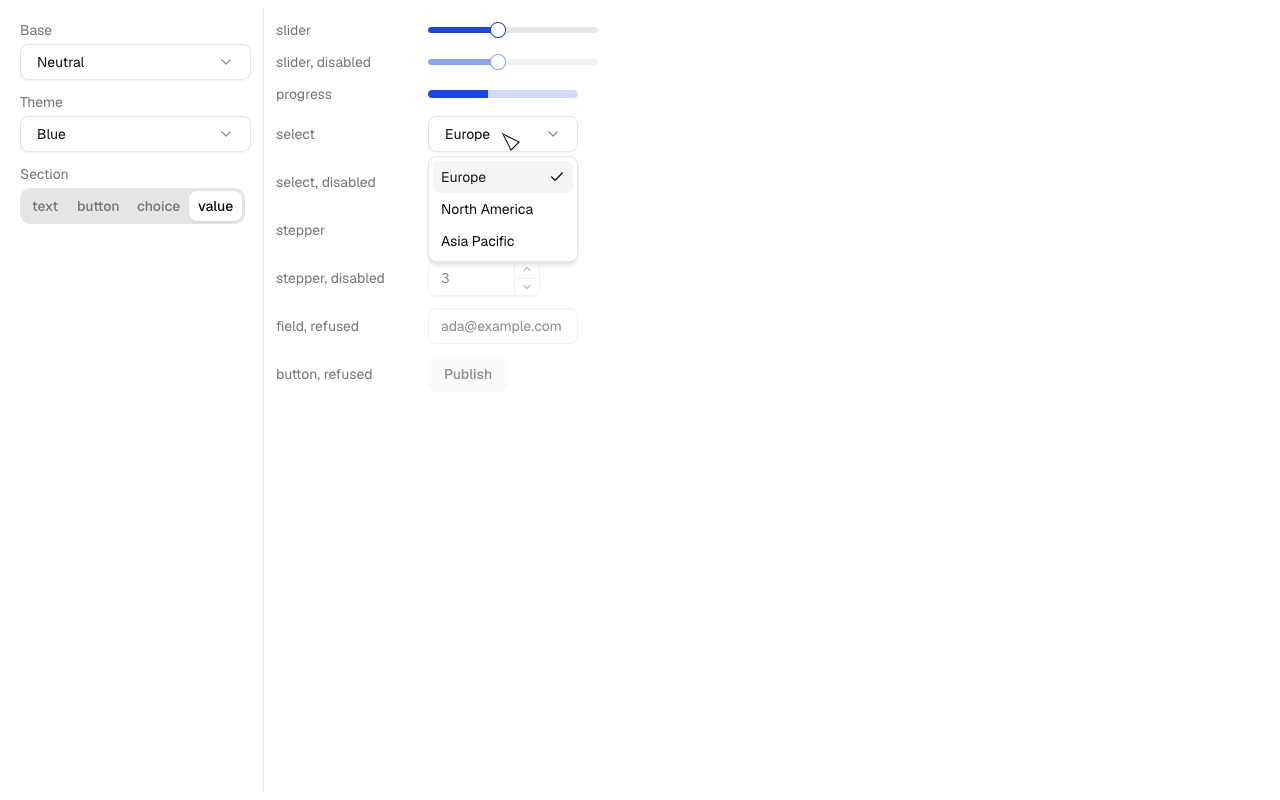 Base
Neutral
Theme
Blue
Section
text button choice value
slider
slider, disabled
progress
select
Europe
Europe
North America
Asia Pacific
select, disabled
stepper
stepper, disabled
3
field, refused
ada@example.com
button, refused
Publish